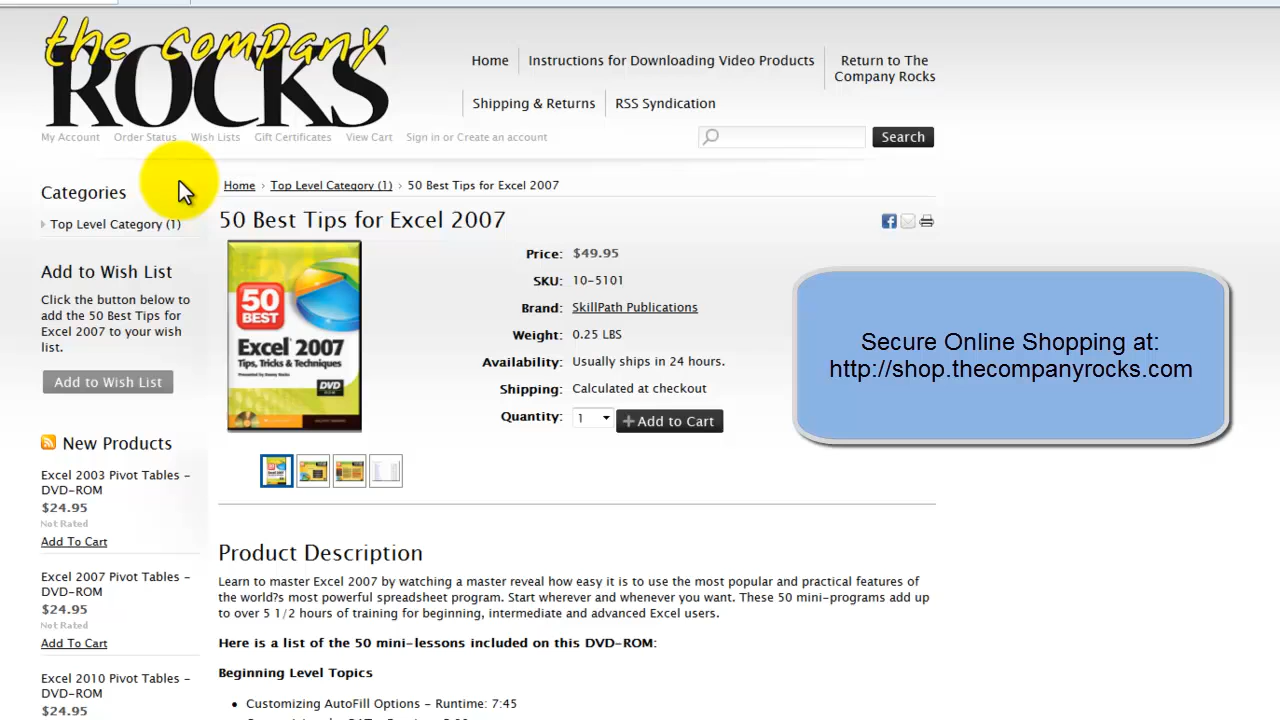 the company
ROCKS
Home
Instructions for Downloading Video Products
Return to The
Company Rocks
Shipping & Returns
RSS Syndication
My Account
Order Status
Wish Lists
Gift Certificates
View Cart
Sign in or Create an account
Search
Categories
Top Level Category (1)
Home › Top Level Category (1) › 50 Best Tips for Excel 2007
50 Best Tips for Excel 2007
Add to Wish List
Click the button below to
add the 50 Best Tips for
Excel 2007 to your wish
list.
Add to Wish List
50
BEST
Excel 2007
Tips, Tricks & Techniques
DVD
Price: $49.95
SKU: 10-5101
Brand: SkillPath Publications
Weight: 0.25 LBS
Availability: Usually ships in 24 hours.
Shipping: Calculated at checkout
Quantity: 1
Add to Cart
Secure Online Shopping at:
http://shop.thecompanyrocks.com
New Products
Excel 2003 Pivot Tables -
DVD-ROM
$24.95
Not Rated
Add To Cart
Excel 2007 Pivot Tables -
DVD-ROM
$24.95
Not Rated
Add To Cart
Excel 2010 Pivot Tables -
DVD-ROM
$24.95
Product Description
Learn to master Excel 2007 by watching a master reveal how easy it is to use the most popular and practical features of
the world?s most powerful spreadsheet program. Start wherever and whenever you want. These 50 mini-programs add up
to over 5 1/2 hours of training for beginning, intermediate and advanced Excel users.
Here is a list of the 50 mini-lessons included on this DVD-ROM:
Beginning Level Topics
• Customizing AutoFill Options - Runtime: 7:45